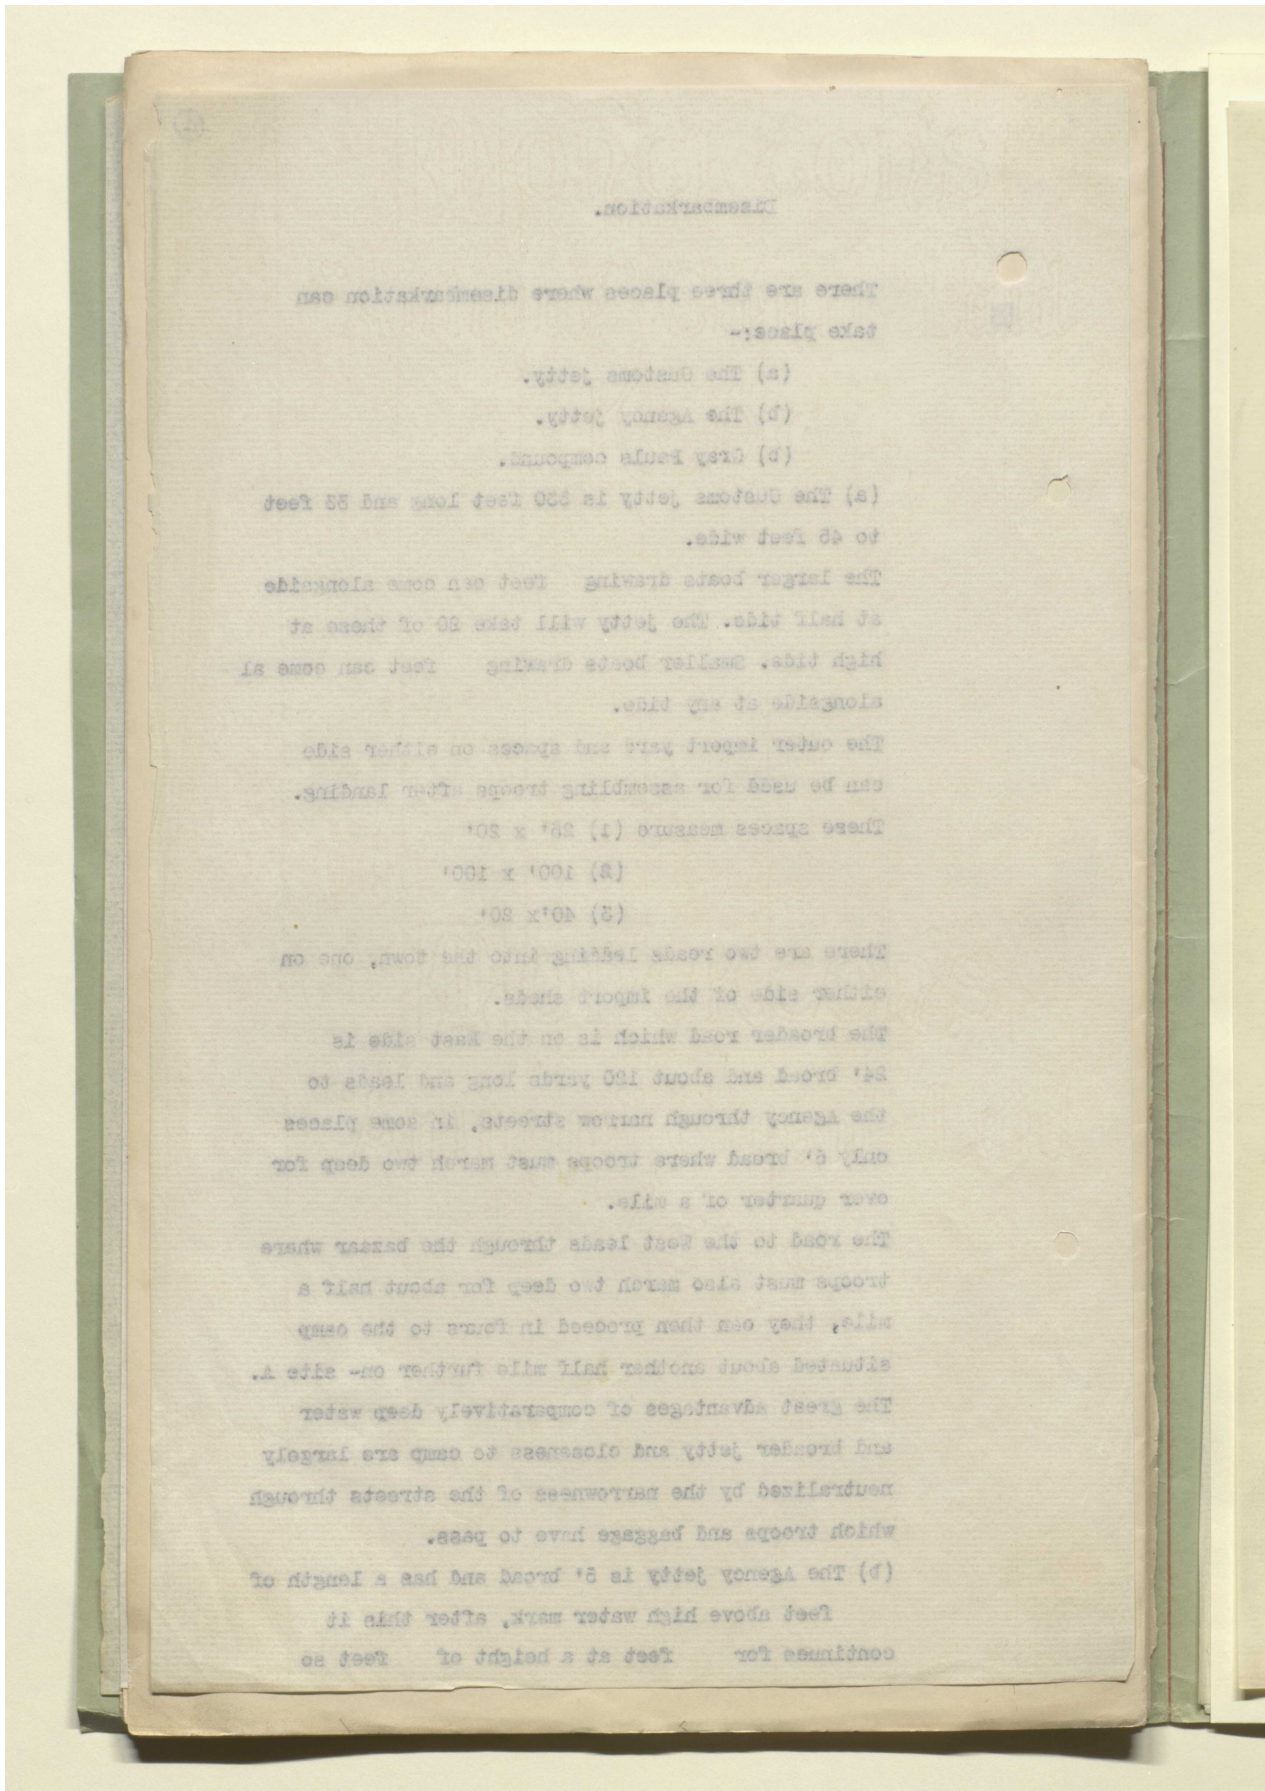 Disembarkation.
There are three places where disembarkation can
take place:-
(a) The Customs jetty.
(b) The Agency jetty.
(b) Gray Pauls compound.
(a) The Customs jetty is 350 feet long and 33 feet
to 45 feet wide.
The larger boats drawing feet can come alongside
at half tide. The jetty will take 20 of these at
high tide. Smaller boats drawing feet can come al
alongside at any tide.
The outer import yard and spaces on either side
can be used for assembling troops after landing.
These spaces measure (1) 25' x 20'
(2) 100' x 100'
(3) 40'x 20'
There are two roads leading into the town, one on
either side of the import sheds.
The broader road which is on the East side is
24' broad and about 120 yards long and leads to
the Agency through narrow streets, in some places
only 6' broad where troops must march two deep for
over quarter of a mile.
The road to the West leads through the bazaar where
troops must also march two deep for about half a
mile, they can then proceed in fours to the camp
situated about another half mile further on- site A.
The great advantages of comparatively deep water
and broader jetty and closeness to camp are largely
neutralized by the narrowness of the streets through
which troops and baggage have to pass.
(b) The Agency jetty is 5' broad and has a length of
feet above high water mark, after this it
continues for feet at a height of feet so